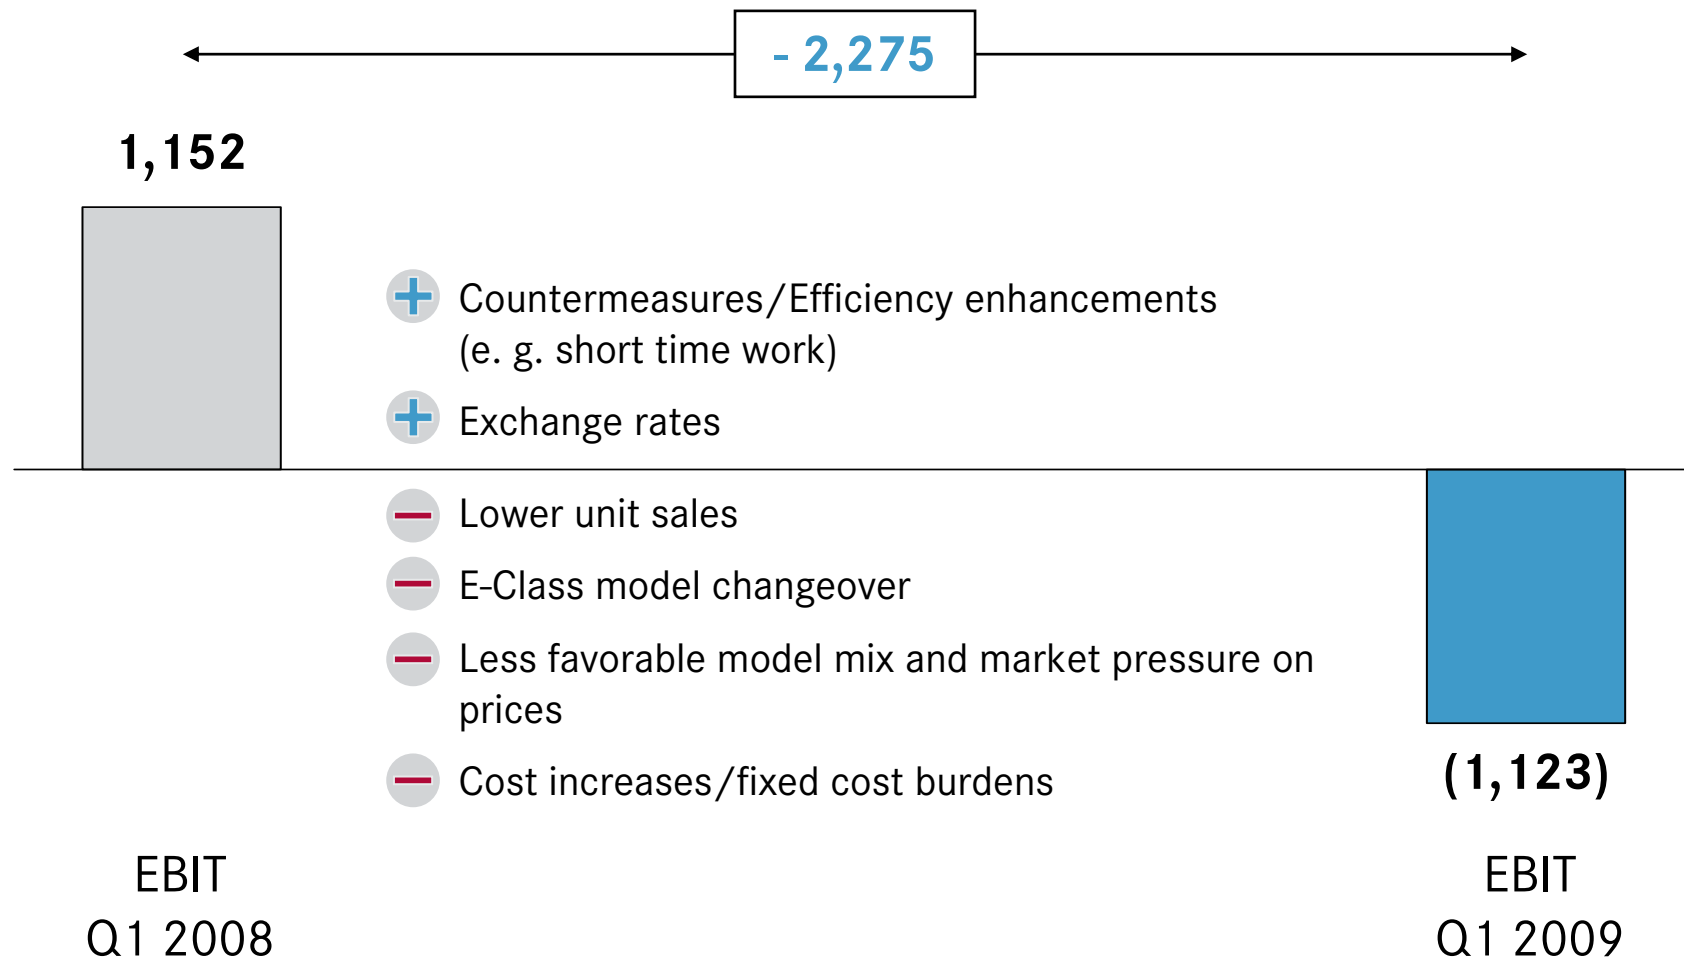 - 2,275
1,152
Countermeasures/Efficiency enhancements
(e. g. short time work)
Exchange rates
Lower unit sales
E-Class model changeover
Less favorable model mix and market pressure on
prices
Cost increases/fixed cost burdens
(1,123)
EBIT
Q1 2008
EBIT
Q1 2009